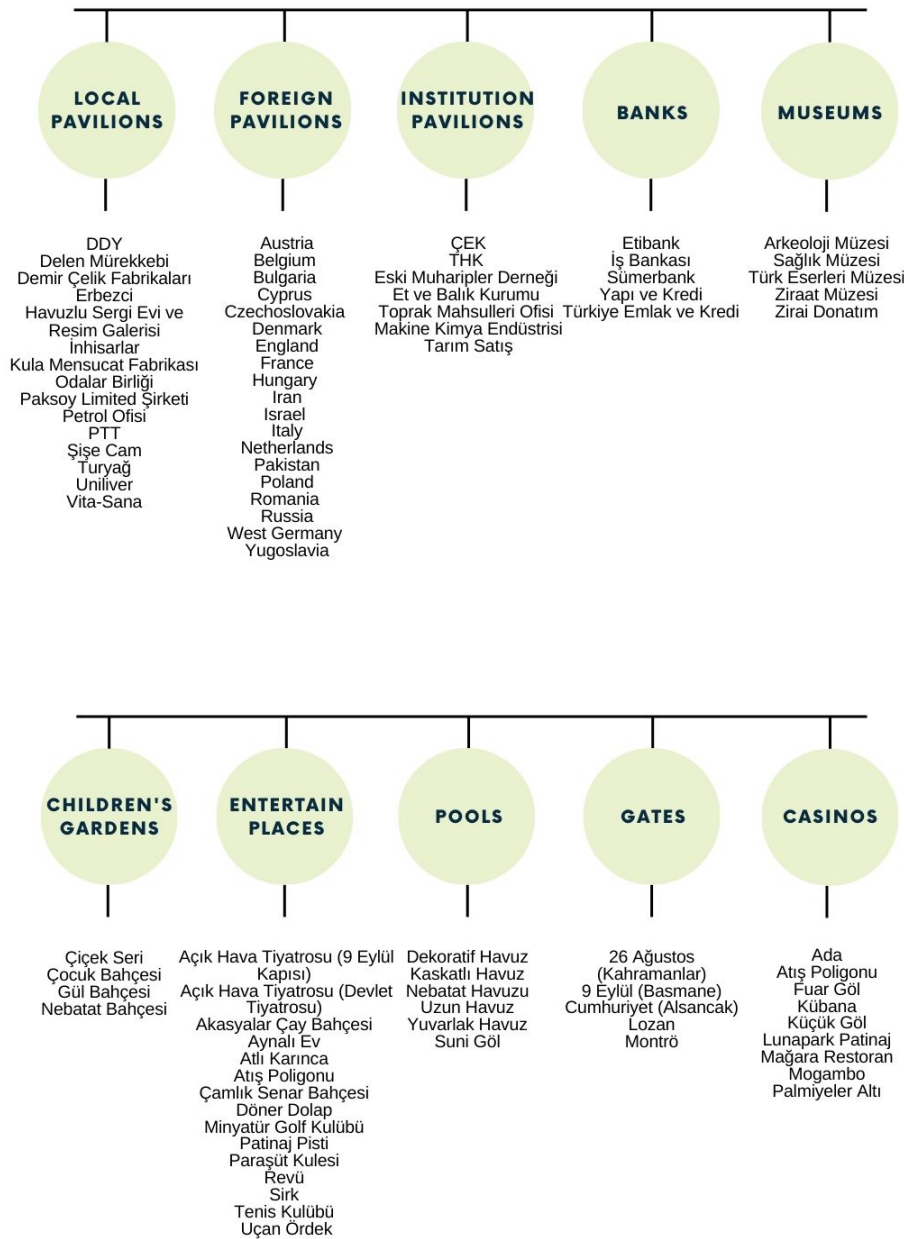 LOCAL
PAVILIONS
DDY
Delen Mürekkebi
Demir Çelik Fabrikaları
Erbezci
Havuzlu Sergi Evi ve
Resim Galerisi
İnhisarlar
Kula Mensucat Fabrikası
Odalar Birliği
Paksoy Limited Şirketi
Petrol Ofisi
PTT
Şişe Cam
Turyağ
Uniliver
Vita-Sana
FOREIGN
PAVILIONS
Austria
Belgium
Bulgaria
Cyprus
Czechoslovakia
Denmark
England
France
Hungary
Iran
Israel
Italy
Netherlands
Pakistan
Poland
Romania
Russia
West Germany
Yugoslavia
INSTITUTION
PAVILIONS
ÇEK
THK
Eski Muharipler Derneği
Et ve Balık Kurumu
Toprak Mahsulleri Ofisi
Makine Kimya Endüstrisi
Tarım Satış
BANKS
Etibank
İş Bankası
Sümerbank
Yapı ve Kredi
Türkiye Emlak ve Kredi
MUSEUMS
Arkeoloji Müzesi
Sağlık Müzesi
Türk Eserleri Müzesi
Ziraat Müzesi
Zirai Donatım
CHILDREN'S
GARDENS
Çiçek Seri
Çocuk Bahçesi
Gül Bahçesi
Nebatat Bahçesi
ENTERTAIN
PLACES
Açık Hava Tiyatrosu (9 Eylül
Kapısı)
Açık Hava Tiyatrosu (Devlet
Tiyatrosu)
Akasyalar Çay Bahçesi
Aynalı Ev
Atlı Karınca
Atış Poligonu
Çamlık Senar Bahçesi
Döner Dolap
Minyatür Golf Kulübü
Patinaj Pisti
Paraşüt Kulesi
Revü
Sirk
Tenis Kulübü
Uçan Ördek
POOLS
Dekoratif Havuz
Kaskatlı Havuz
Nebatat Havuzu
Uzun Havuz
Yuvarlak Havuz
Suni Göl
GATES
26 Ağustos
(Kahramanlar)
9 Eylül (Basmane)
Cumhuriyet (Alsancak)
Lozan
Montrö
CASINOS
Ada
Atış Poligonu
Fuar Göl
Kübana
Küçük Göl
Lunapark Patinaj
Mağara Restoran
Mogambo
Palmiyeler Altı